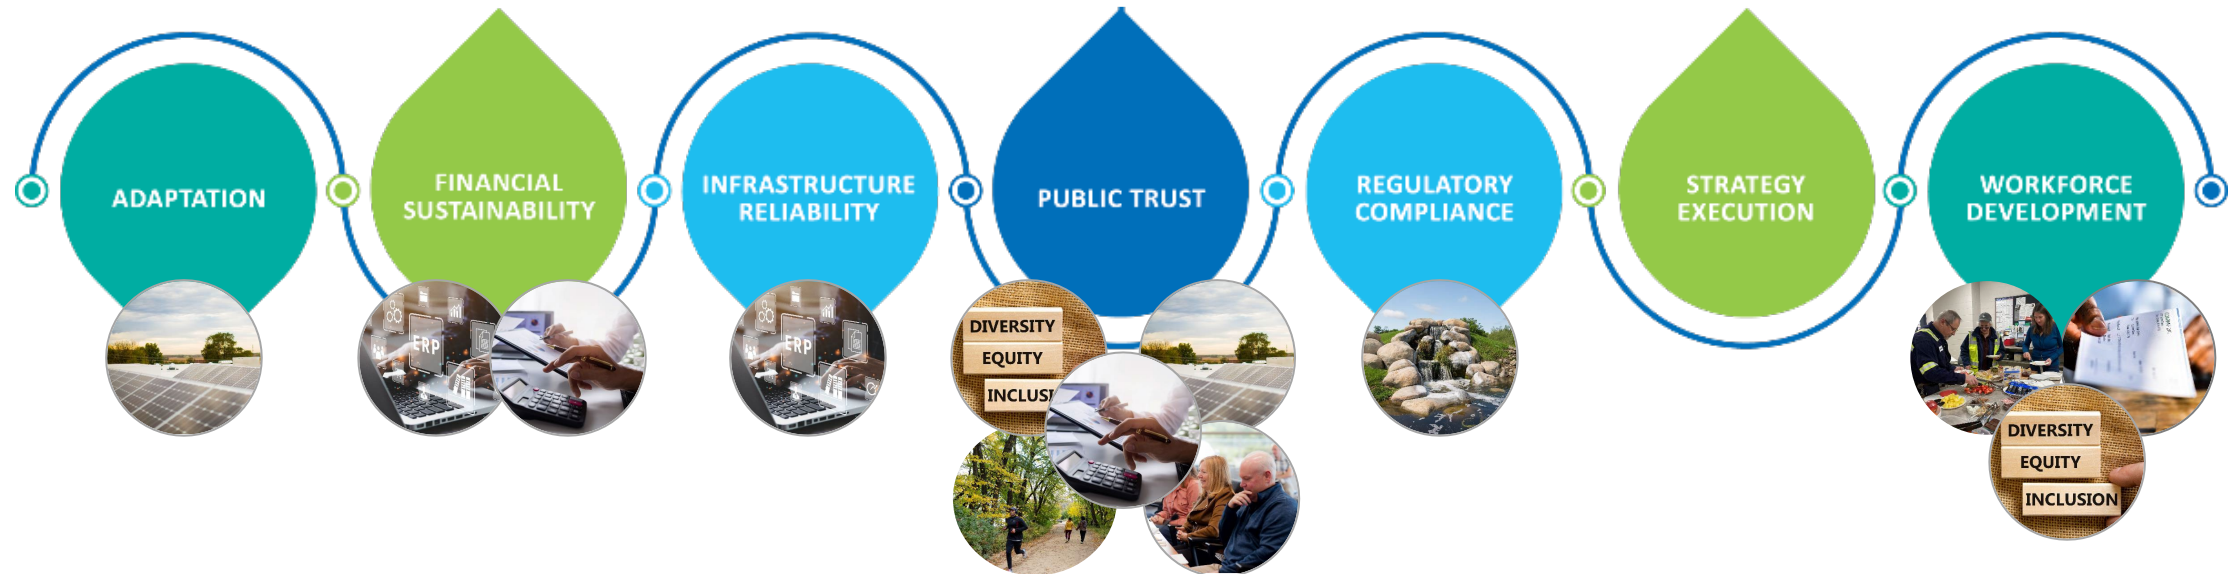 ADAPTATION
FINANCIAL
SUSTAINABILITY
INFRASTRUCTURE
RELIABILITY
PUBLIC TRUST
REGULATORY
COMPLIANCE
STRATEGY
EXECUTION
WORKFORCE
DEVELOPMENT
ERP
ERP
DIVERSITY
EQUITY
INCLUSI
DIVERSITY
EQUITY
INCLUSION